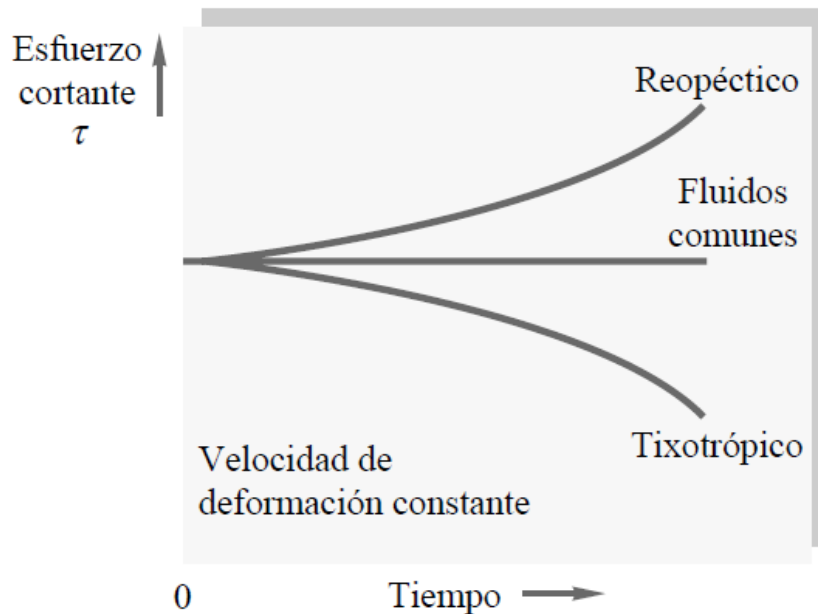 Esfuerzo
cortante
τ
Reopéctico
Fluidos
comunes
Tixotrópico
Velocidad de
deformación constante
0
Tiempo